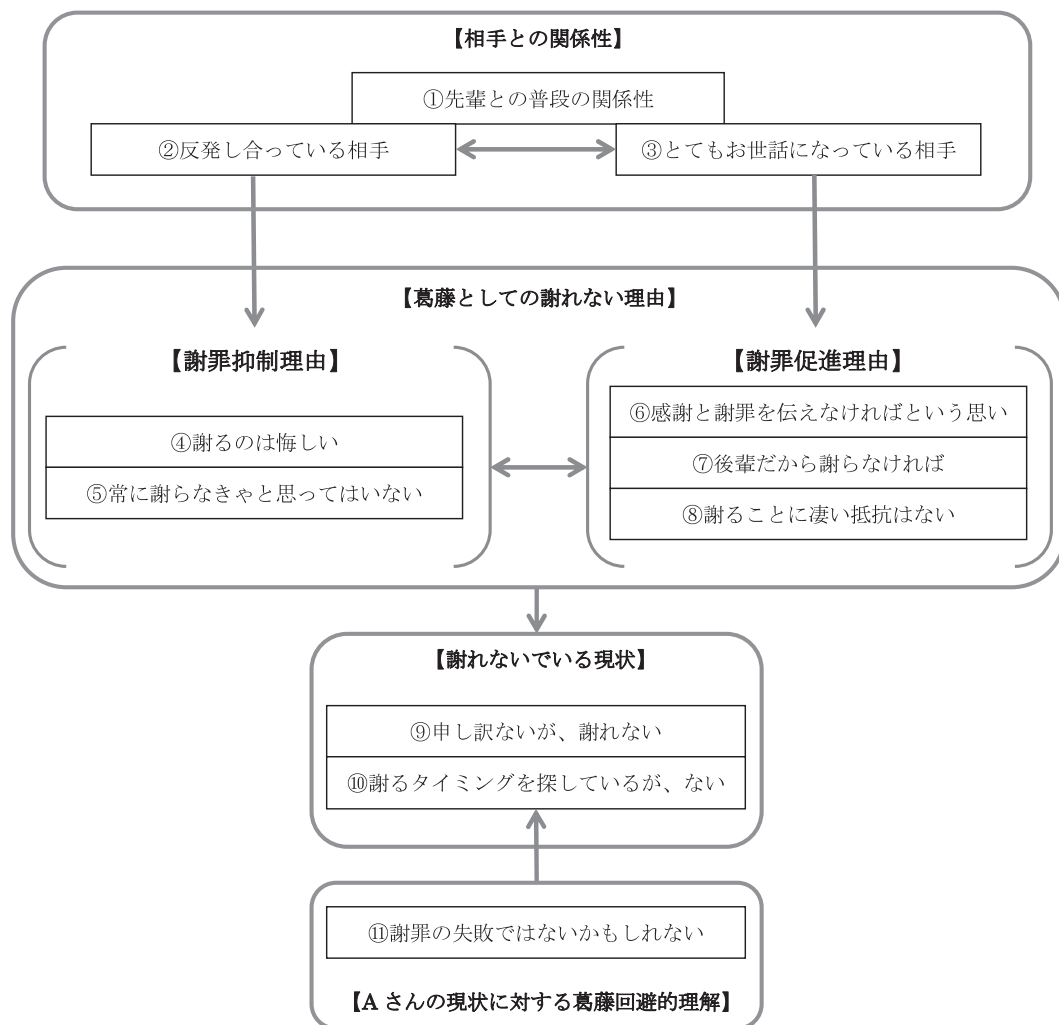 【相手との関係性】
①先輩との普段の関係性
②反発し合っている相手
③とてもお世話になっている相手
【葛藤としての謝れない理由】
【謝罪抑制理由】
④謝るのは悔しい
⑤常に謝らなきゃと思ってはいない
【謝罪促進理由】
⑥感謝と謝罪を伝えなければという思い
⑦後輩だから謝らなければ
⑧謝ることに凄い抵抗はない
【謝れないでいる現状】
⑨申し訳ないが、謝れない
⑩謝るタイミングを探しているが、ない
⑪謝罪の失敗ではないかもしれない
【A さんの現状に対する葛藤回避的理解】